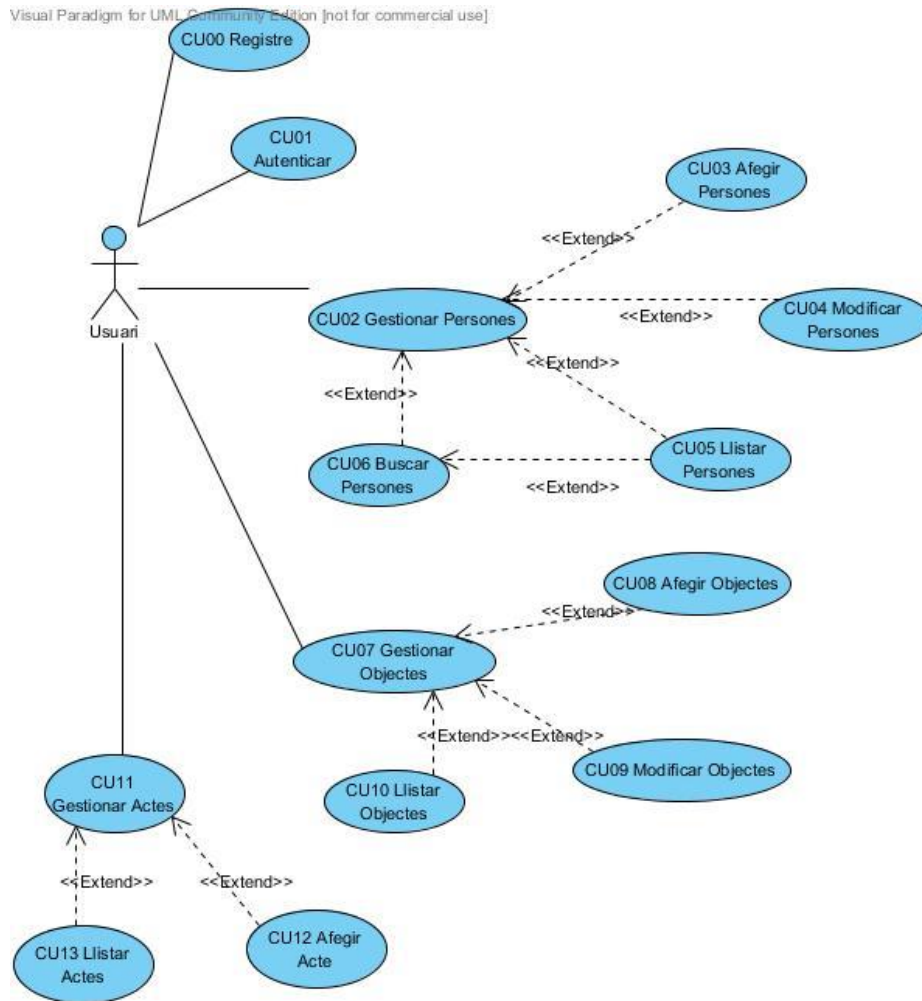 Visual Paradigm for UML Community Edition [not for commercial use]
CU00 Registre
CU01
Autenticar
CU03 Afegir
Persones
<<Extend>>
CU02 Gestionar Persones
<<Extend>>
CU04 Modificar
Persones
Usuari
<<Extend>>
<<Extend>>
CU06 Buscar
Persones
<<Extend>>
CU05 Llistar
Persones
CU08 Afegir Objectes
<<Extend>>
CU07 Gestionar
Objectes
<<Extend>>
<<Extend>>
CU09 Modificar Objectes
CU10 Llistar
Objectes
CU11
Gestionar Actes
<<Extend>>
<<Extend>>
CU13 Llistar
Actes
CU12 Afegir
Acte